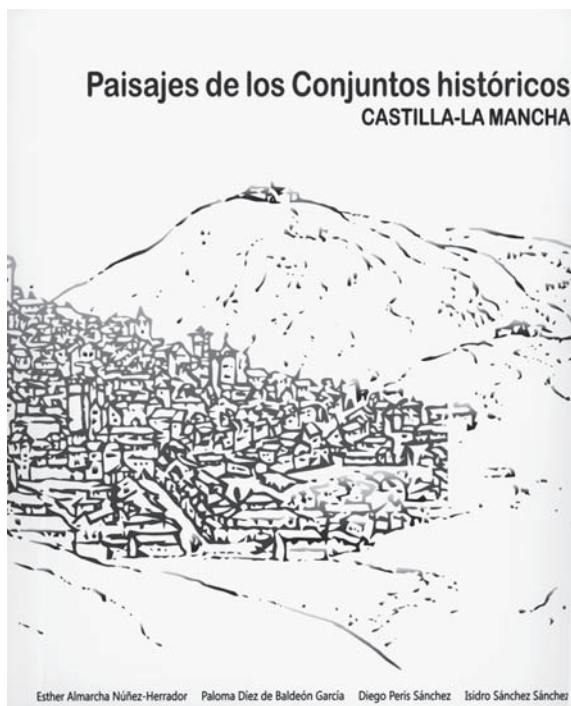 Paisajes de los Conjuntos históricos
CASTILLA-LA MANCHA
Esther Almarcha Núñez-Herrador Paloma Díez de Baldeón García Diego Peris Sánchez Isidro Sánchez Sánchez